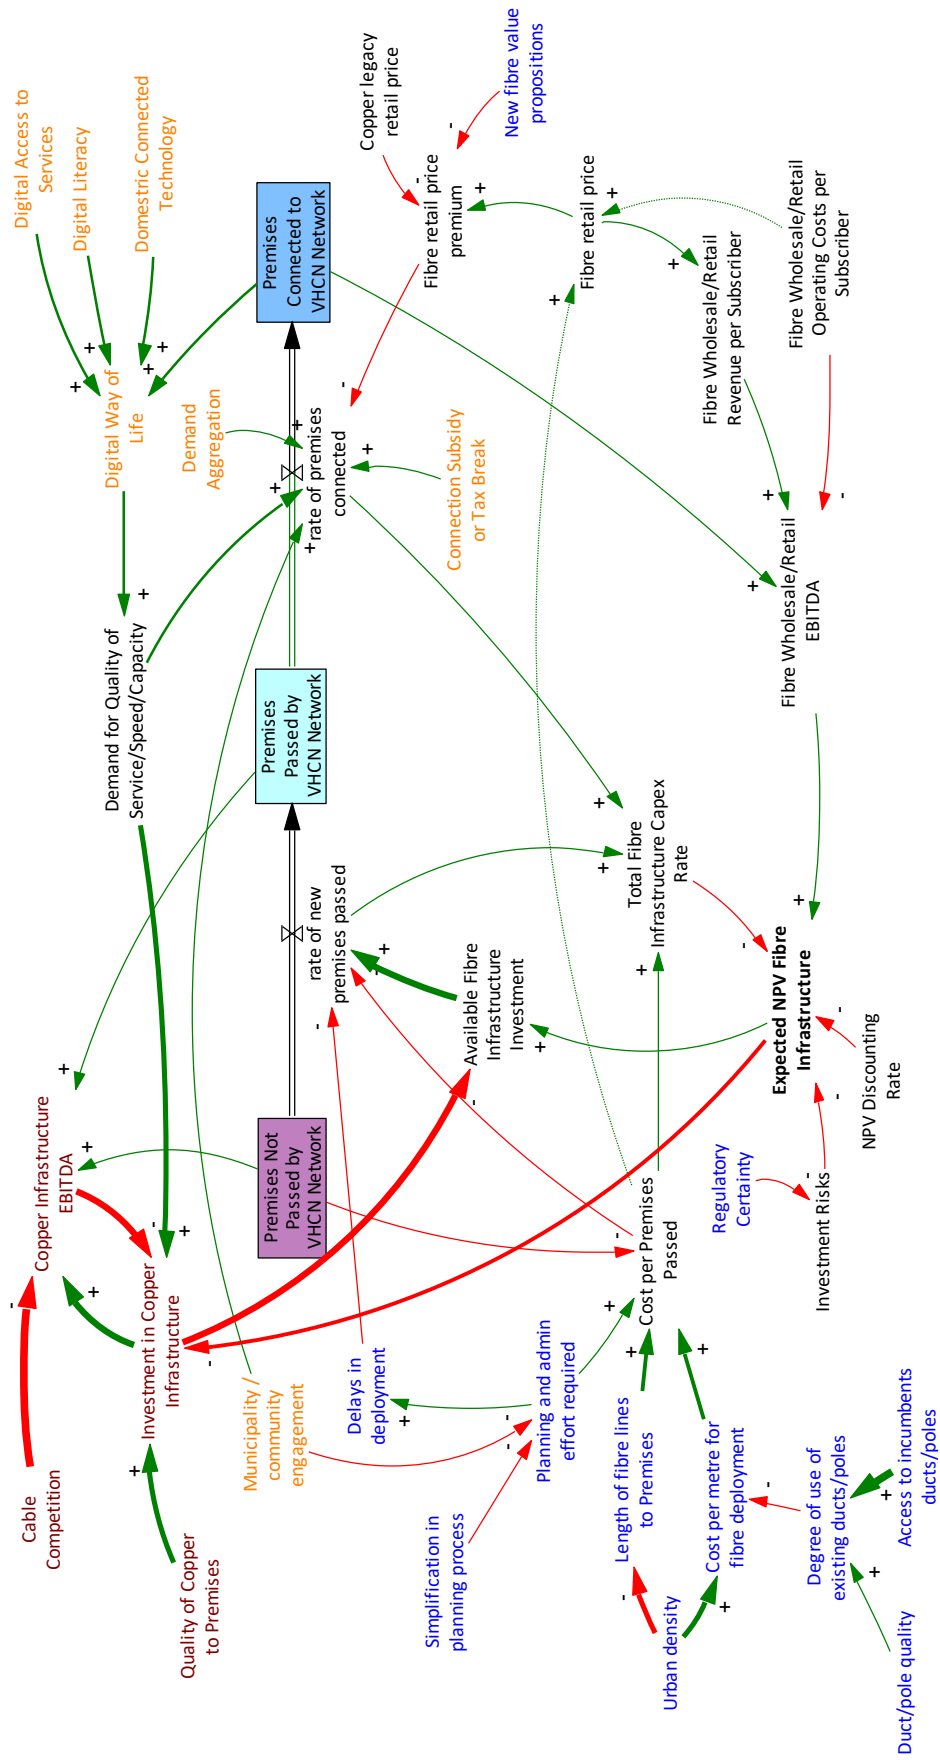 Cable
Competition
Quality of Copper
to Premises
Copper Infrastructure
EBITDA
Investment in Copper
Infrastructure
Demand for Quality of
Service/Speed/Capacity
Digital Way of
Life
Digital Access to
Services
Digital Literacy
Domestric Connected
Technology
Demand
Aggregation
Municipality /
community
engagement
Premises Not
Passed by
VHCN Network
rate of new
premises passed
Premises
Passed by
VHCN Network
rate of premises
connected
Premises
Connected to
VHCN Network
Copper legacy
retail price
Fibre retail price
premium
New fibre value
propositions
Connection Subsidy
or Tax Break
Delays in
deployment
Simplification in
planning process
Planning and admin
effort required
Available Fibre
Infrastructure
Investment
Fibre retail price
Length of fibre lines
to Premises
Urban density
Cost per metre for
fibre deployment
Cost per Premises
Passed
Total Fibre
Infrastructure Capex
Rate
Fibre Wholesale/Retail
Revenue per Subscriber
Fibre Wholesale/Retail
Operating Costs per
Subscriber
Fibre Wholesale/Retail
EBITDA
Expected NPV Fibre
Infrastructure
Regulatory
Certainty
Investment Risks
NPV Discounting
Rate
Degree of use of
existing ducts/poles
Duct/pole quality
Access to incumbents
ducts/poles